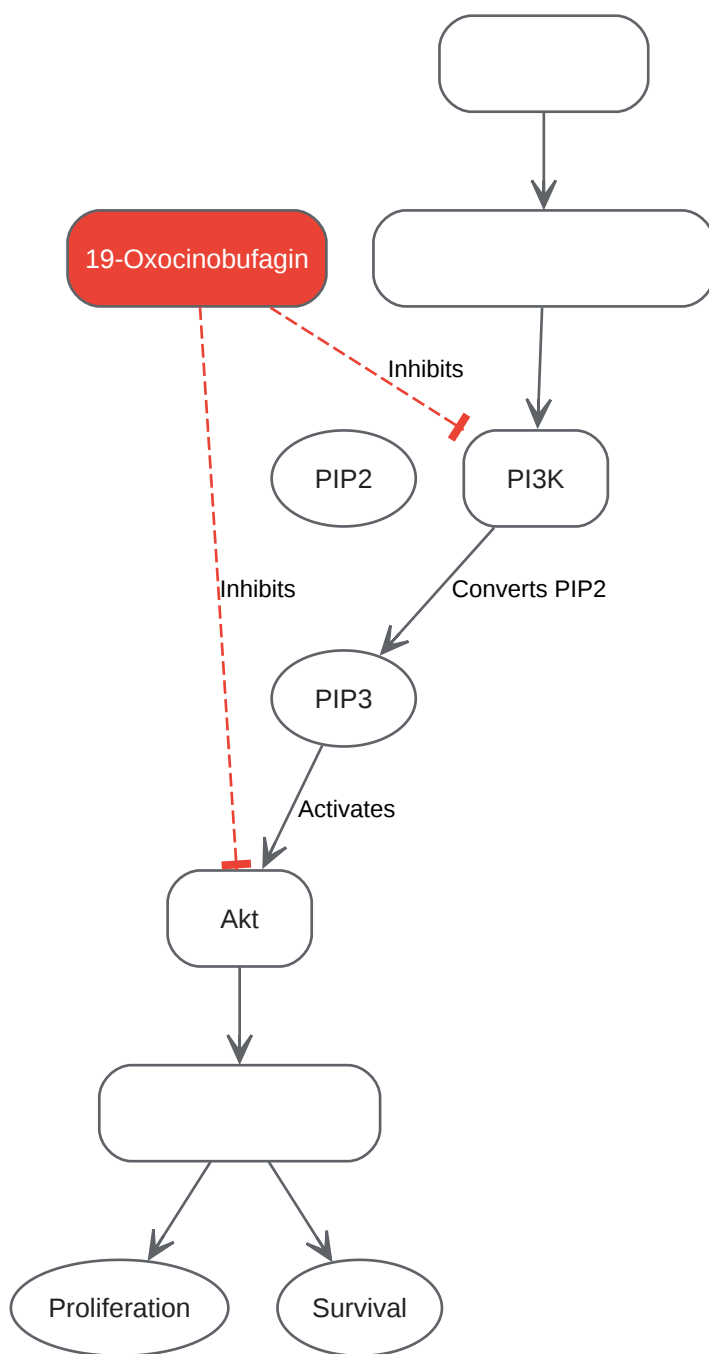 19-Oxocinobufagin
Inhibits
PIP2
PI3K
Inhibits
Converts PIP2
PIP3
Activates
Akt
Proliferation
Survival